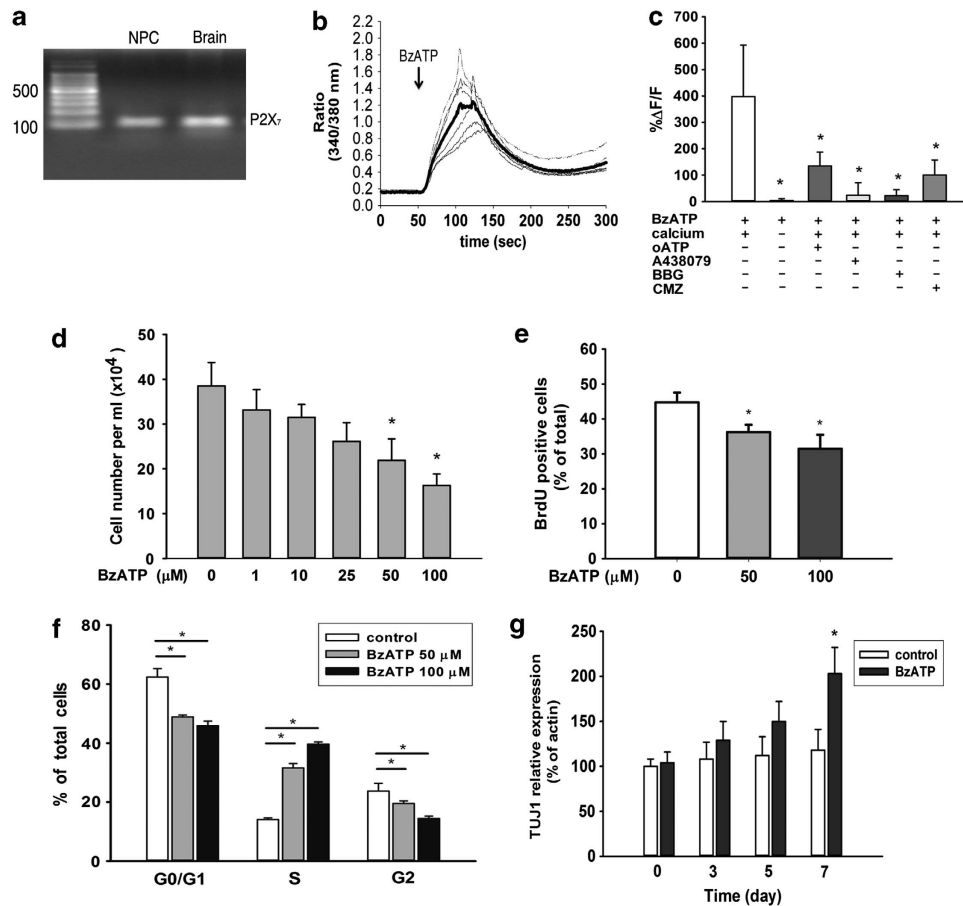 a
NPC Brain
500
100
P2X₇
b
BzATP
Ratio
(340/380 nm)
2.2
2.0
1.8
1.6
1.4
1.2
1.0
0.8
0.6
0.4
0.2
0.0
0 50 100 150 200 250 300
time (sec)
c
%ΔF/F
700
600
500
400
300
200
100
0
* * * * *
BzATP + + + + + +
calcium + − + + + +
oATP − − + − − −
A438079 − − − + − −
BBG − − − − + −
CMZ − − − − − +
d
Cell number per ml (x10⁴)
50
40
30
20
10
0
* *
BzATP (μM) 0 1 10 25 50 100
e
BrdU positive cells
(% of total)
60
50
40
30
20
10
0
* *
BzATP (μM) 0 50 100
f
% of total cells
80
60
40
20
0
* * * * * *
control
BzATP 50 μM
BzATP 100 μM
G0/G1 S G2
g
TUJ1 relative expression
(% of actin)
250
200
150
100
50
0
*
control
BzATP
0 3 5 7
Time (day)